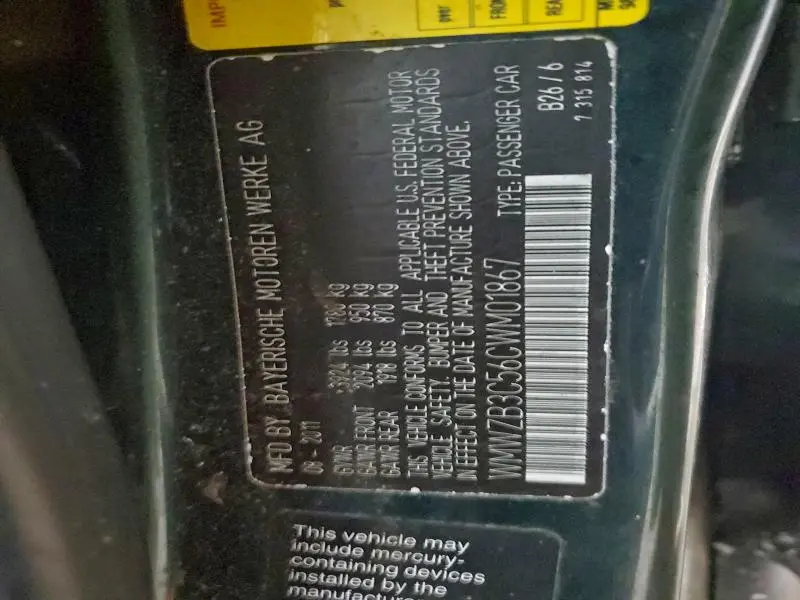 MFD BY BAYERISCHE MOTOREN WERKE AG
09 - 2011
GVWR 3924 lbs 1780 kg
GAWR FRONT 2094 lbs 950 kg
GAWR REAR 1918 lbs 870 kg
THIS VEHICLE CONFORMS TO ALL APPLICABLE U.S. FEDERAL MOTOR
VEHICLE SAFETY, BUMPER AND THEFT PREVENTION STANDARDS
IN EFFECT ON THE DATE OF MANUFACTURE SHOWN ABOVE.
WMWZB3C56CWM01867 TYPE: PASSENGER CAR
B26 / 6
7 315 814
This vehicle may
include mercury-
containing devices
installed by the